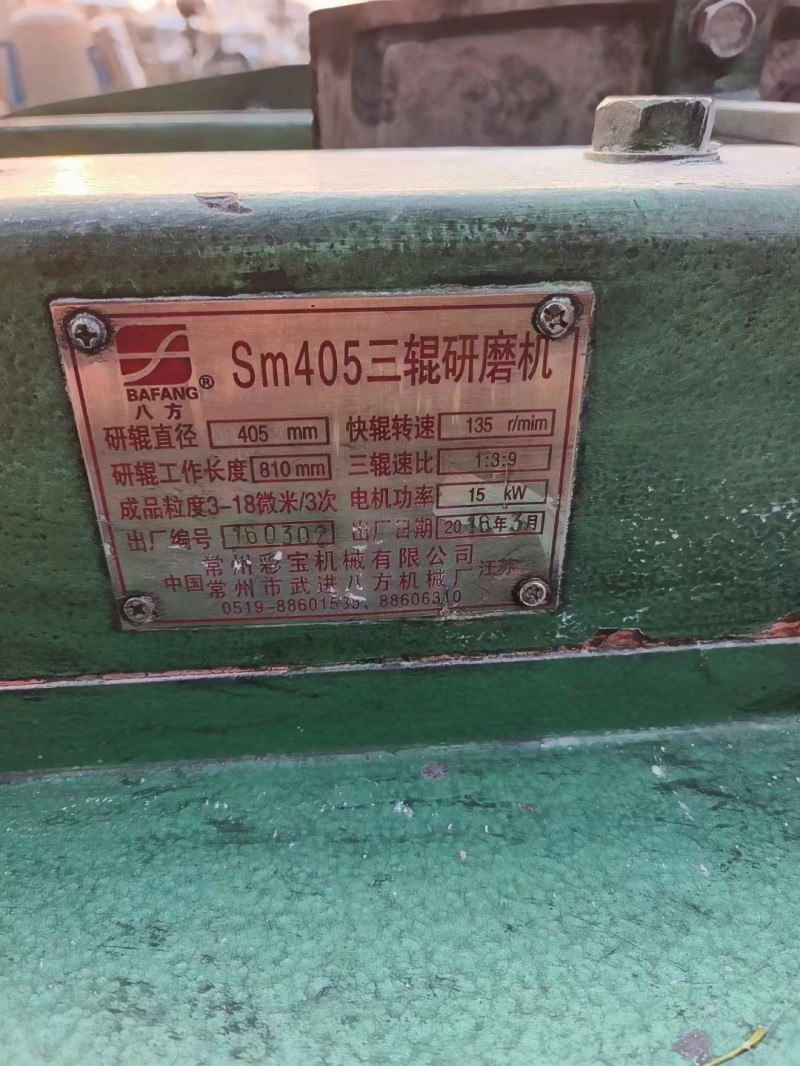 Sm405三辊研磨机
BAFANG®
八方
研辊直径 405 mm 快辊转速 135 r/mim
研辊工作长度 810mm 三辊速比 1:3:9
成品粒度3-18微米/3次 电机功率 15 kW
出厂编号 160302 出厂日期 2016年3月
常州彩宝机械有限公司
中国 常州市武进八方机械厂 江苏
0519-88601535、88606310